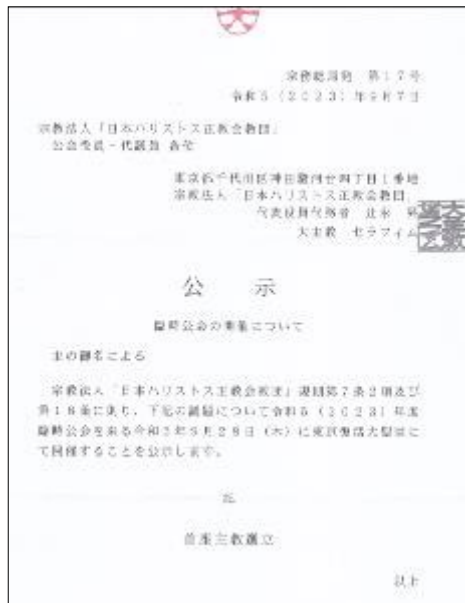 宗務総局発 第17号
令和5(2023)年9月7日
宗教法人「日本ハリストス正教会教団」
公会委員・代議員 各位
東京都千代田区神田駿河台四丁目1番地
宗教法人「日本ハリストス正教会教団」
代表役員代務者 辻永 昇
大主教 セラフィム
公 示
臨時公会の開催について
主の御名による
宗教法人「日本ハリストス正教会教団」規則第7条2項及び
第18条に則り、下記の議題について令和5(2023)年度
臨時公会を来る令和5年9月28日(木)に東京復活大聖堂に
て開催することを公示します。
記
首座主教選立
以上